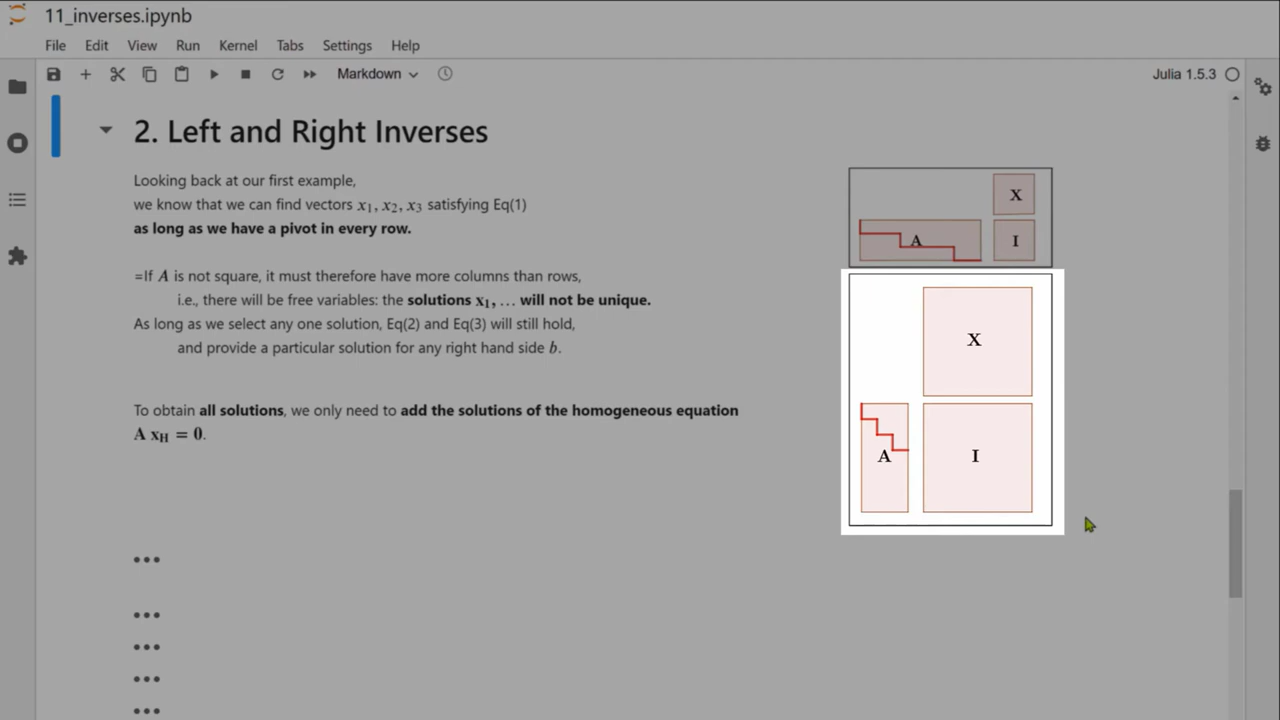 11_inverses.ipynb
File Edit View Run Kernel Tabs Settings Help
Markdown
Julia 1.5.3
2. Left and Right Inverses
Looking back at our first example,
we know that we can find vectors x₁, x₂, x₃ satisfying Eq(1)
as long as we have a pivot in every row.
=If A is not square, it must therefore have more columns than rows,
i.e., there will be free variables: the solutions x₁, … will not be unique.
As long as we select any one solution, Eq(2) and Eq(3) will still hold,
and provide a particular solution for any right hand side b.
To obtain all solutions, we only need to add the solutions of the homogeneous equation
A x_H = 0.
X
A I
X
A I